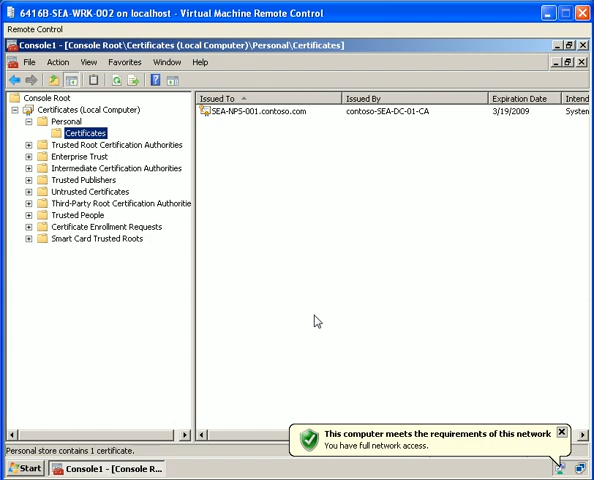 6416B-SEA-WRK-002 on localhost - Virtual Machine Remote Control
Remote Control
Console1 - [Console Root\Certificates (Local Computer)\Personal\Certificates]
File Action View Favorites Window Help
Console Root
Certificates (Local Computer)
Personal
Certificates
Trusted Root Certification Authorities
Enterprise Trust
Intermediate Certification Authorities
Trusted Publishers
Untrusted Certificates
Third-Party Root Certification Authoritie
Trusted People
Certificate Enrollment Requests
Smart Card Trusted Roots
Issued To Issued By Expiration Date Intend
SEA-NPS-001.contoso.com contoso-SEA-DC-01-CA 3/19/2009 System
This computer meets the requirements of this network
You have full network access.
Personal store contains 1 certificate.
Start Console1 - [Console R...